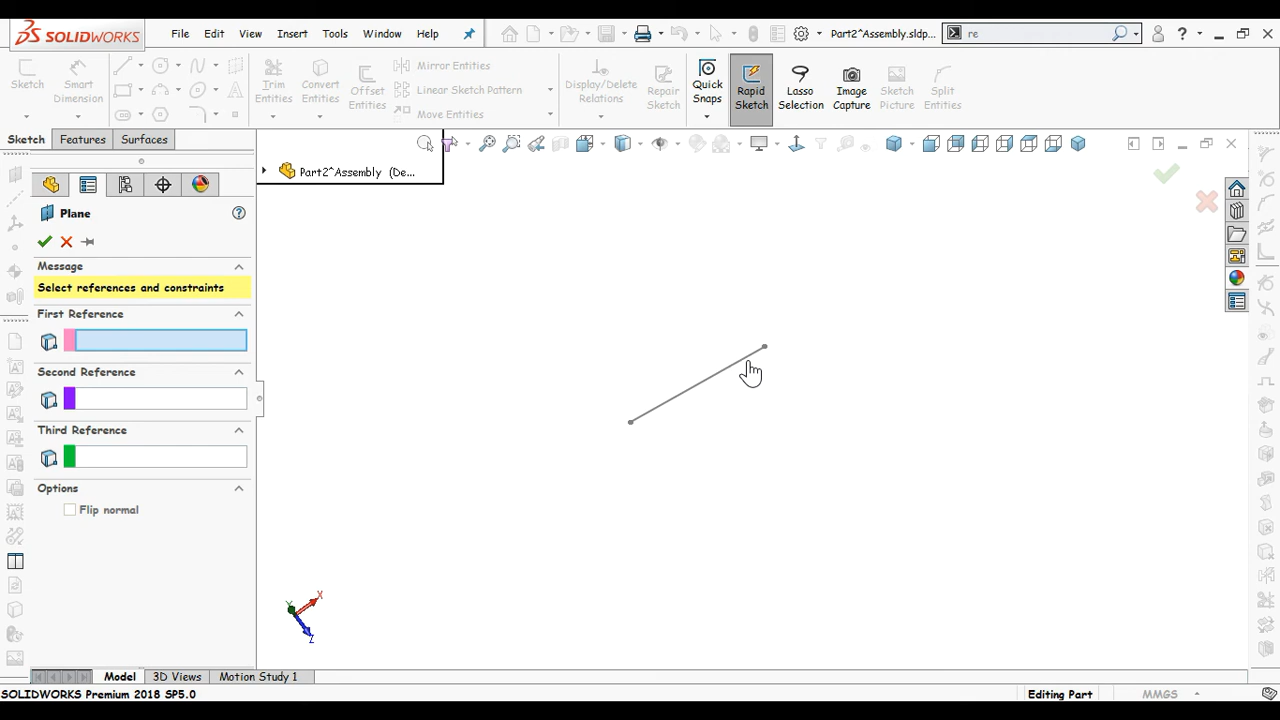 SOLIDWORKS File Edit View Insert Tools Window Help Part2^Assembly.sldp... re ?
Sketch Smart Dimension Trim Entities Convert Entities Offset Entities Mirror Entities Linear Sketch Pattern Move Entities Display/Delete Relations Repair Sketch Quick Snaps Rapid Sketch Lasso Selection Image Capture Sketch Picture Split Entities
Sketch Features Surfaces
Part2^Assembly (De...
Plane ?
Message
Select references and constraints
First Reference
Second Reference
Third Reference
Options
Flip normal
Y X
Z
Model 3D Views Motion Study 1
SOLIDWORKS Premium 2018 SP5.0 Editing Part MMGS